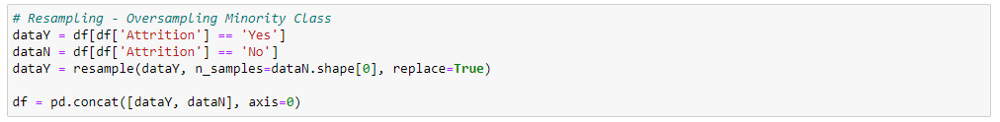 # Resampling - Oversampling Minority Class
dataY = df[df['Attrition'] == 'Yes']
dataN = df[df['Attrition'] == 'No']
dataY = resample(dataY, n_samples=dataN.shape[0], replace=True)
df = pd.concat([dataY, dataN], axis=0)